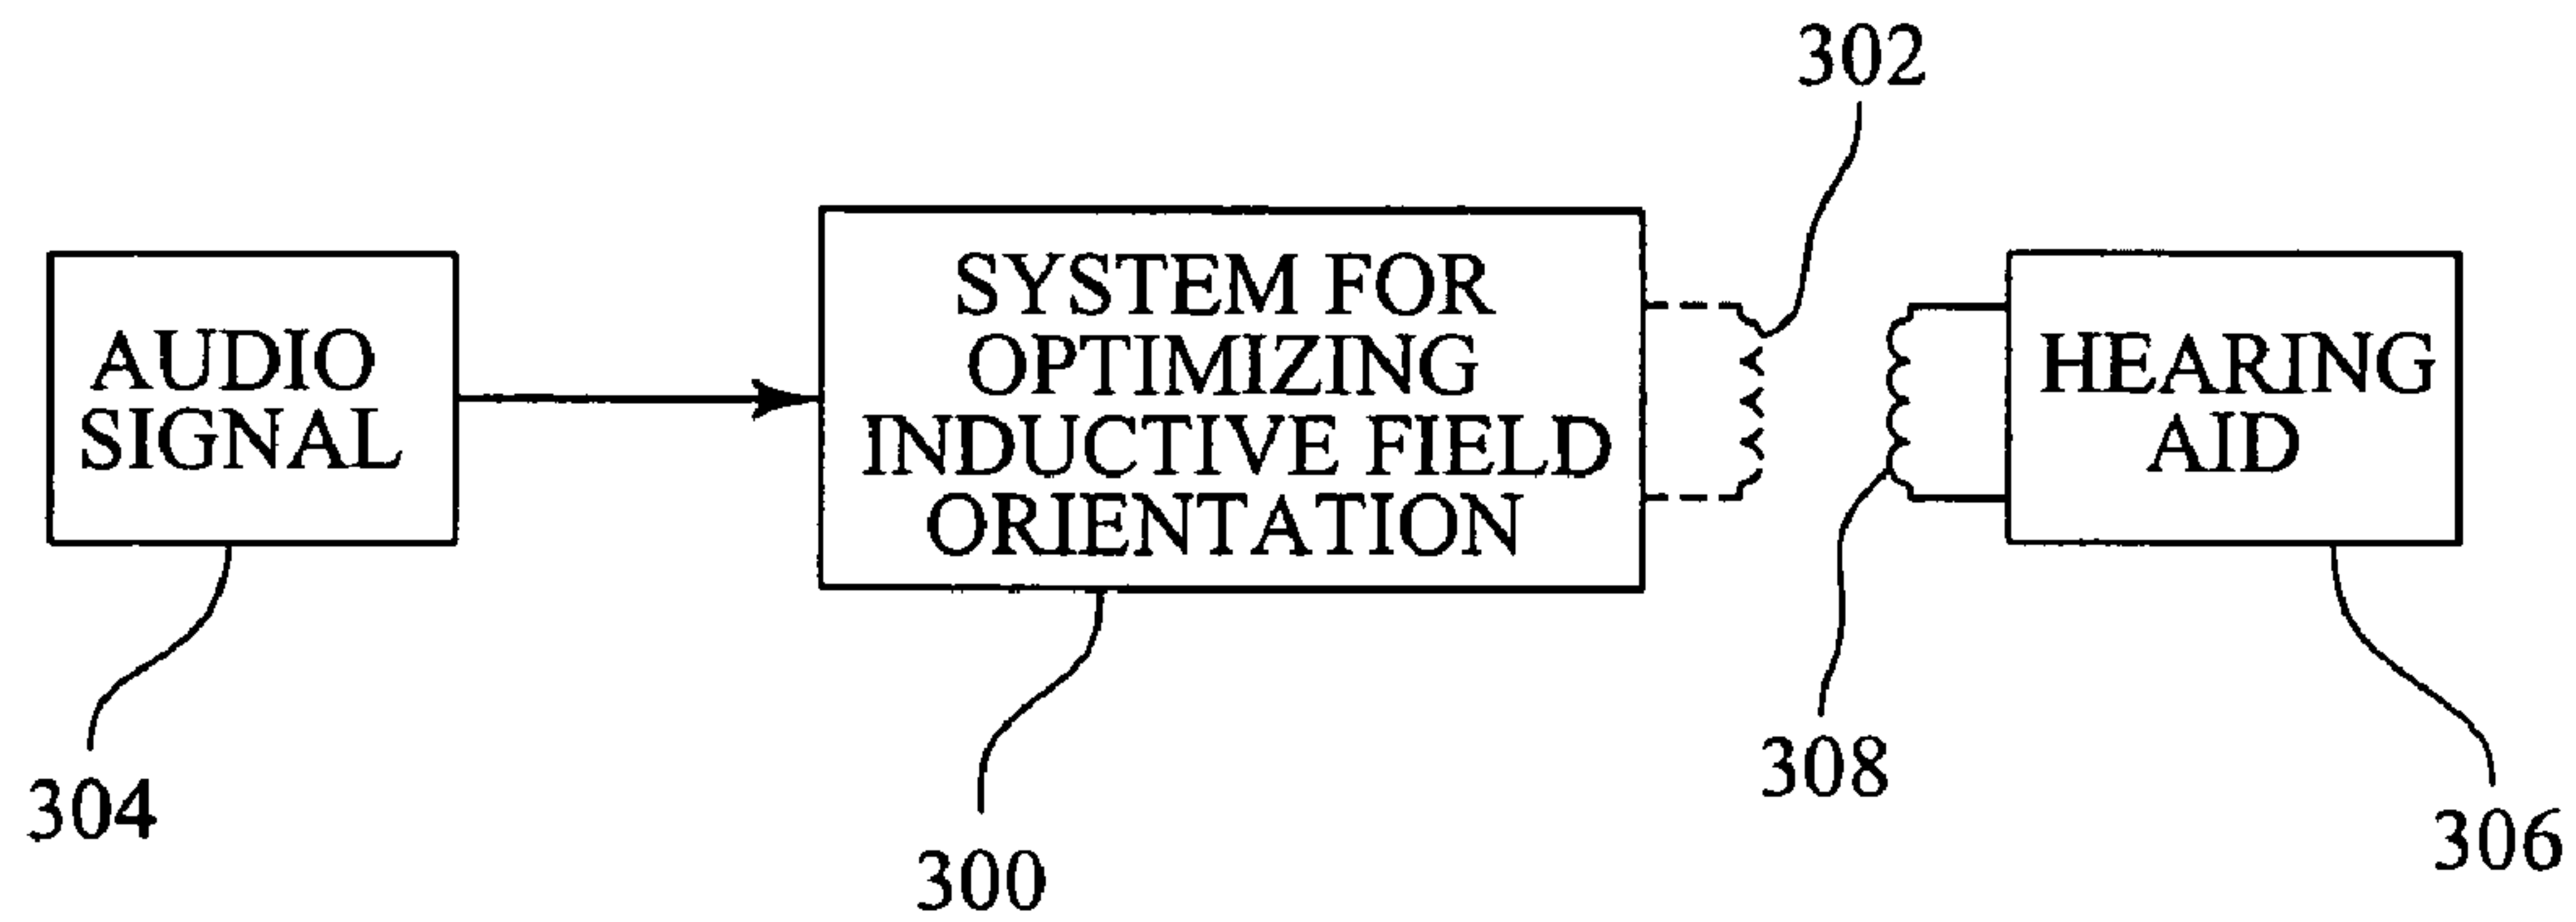 302
AUDIO
SIGNAL
SYSTEM FOR
OPTIMIZING
INDUCTIVE FIELD
ORIENTATION
HEARING
AID
304
300
308
306